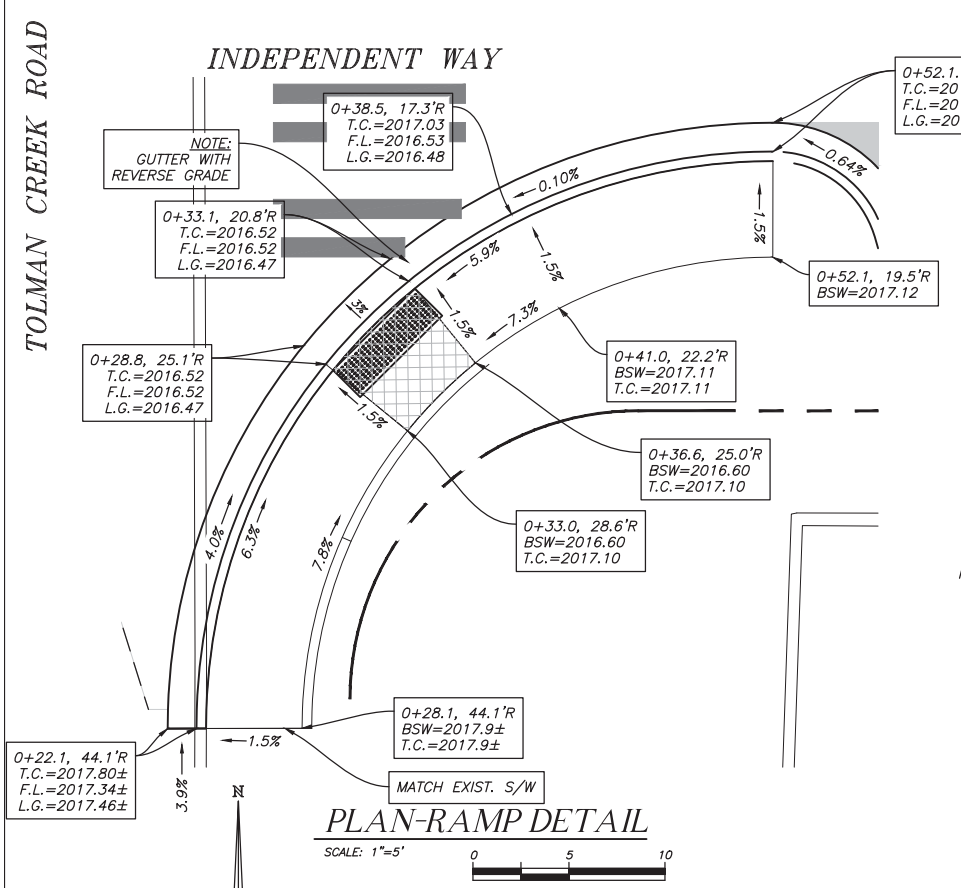 TOLMAN CREEK ROAD
INDEPENDENT WAY
0+52.1.
T.C.=20
F.L.=20
L.G.=20
0+38.5, 17.3'R
T.C.=2017.03
F.L.=2016.53
L.G.=2016.48
NOTE:
GUTTER WITH
REVERSE GRADE
0.64%
0.10%
0+33.1, 20.8'R
T.C.=2016.52
F.L.=2016.52
L.G.=2016.47
5.9%
1.5%
1.5%
0+52.1, 19.5'R
BSW=2017.12
3%
1.5%
7.3%
0+28.8, 25.1'R
T.C.=2016.52
F.L.=2016.52
L.G.=2016.47
0+41.0, 22.2'R
BSW=2017.11
T.C.=2017.11
1.5%
0+36.6, 25.0'R
BSW=2016.60
T.C.=2017.10
0+33.0, 28.6'R
BSW=2016.60
T.C.=2017.10
4.0%
6.3%
7.8%
0+28.1, 44.1'R
BSW=2017.9±
T.C.=2017.9±
0+22.1, 44.1'R
T.C.=2017.80±
F.L.=2017.34±
L.G.=2017.46±
1.5%
3.9%
MATCH EXIST. S/W
N
PLAN-RAMP DETAIL
SCALE: 1"=5'
0 5 10